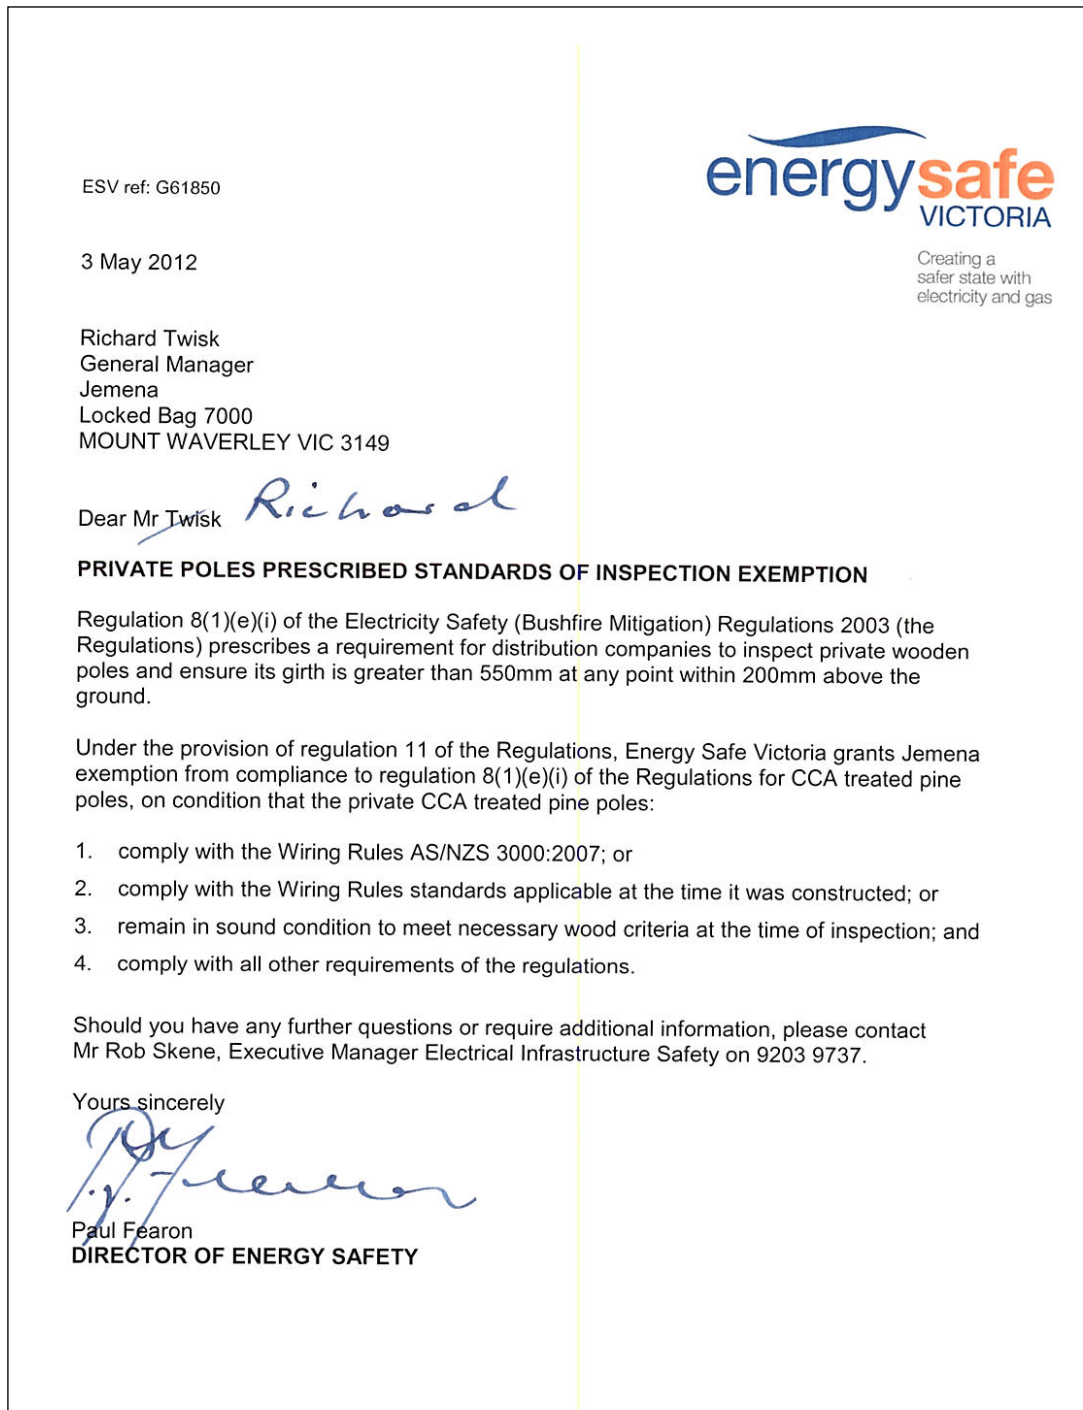 energysafe
VICTORIA
Creating a
safer state with
electricity and gas
ESV ref: G61850
3 May 2012
Richard Twisk
General Manager
Jemena
Locked Bag 7000
MOUNT WAVERLEY VIC 3149
Dear Mr Twisk Richard
PRIVATE POLES PRESCRIBED STANDARDS OF INSPECTION EXEMPTION
Regulation 8(1)(e)(i) of the Electricity Safety (Bushfire Mitigation) Regulations 2003 (the
Regulations) prescribes a requirement for distribution companies to inspect private wooden
poles and ensure its girth is greater than 550mm at any point within 200mm above the
ground.
Under the provision of regulation 11 of the Regulations, Energy Safe Victoria grants Jemena
exemption from compliance to regulation 8(1)(e)(i) of the Regulations for CCA treated pine
poles, on condition that the private CCA treated pine poles:
1. comply with the Wiring Rules AS/NZS 3000:2007; or
2. comply with the Wiring Rules standards applicable at the time it was constructed; or
3. remain in sound condition to meet necessary wood criteria at the time of inspection; and
4. comply with all other requirements of the regulations.
Should you have any further questions or require additional information, please contact
Mr Rob Skene, Executive Manager Electrical Infrastructure Safety on 9203 9737.
Yours sincerely
Paul Fearon
DIRECTOR OF ENERGY SAFETY